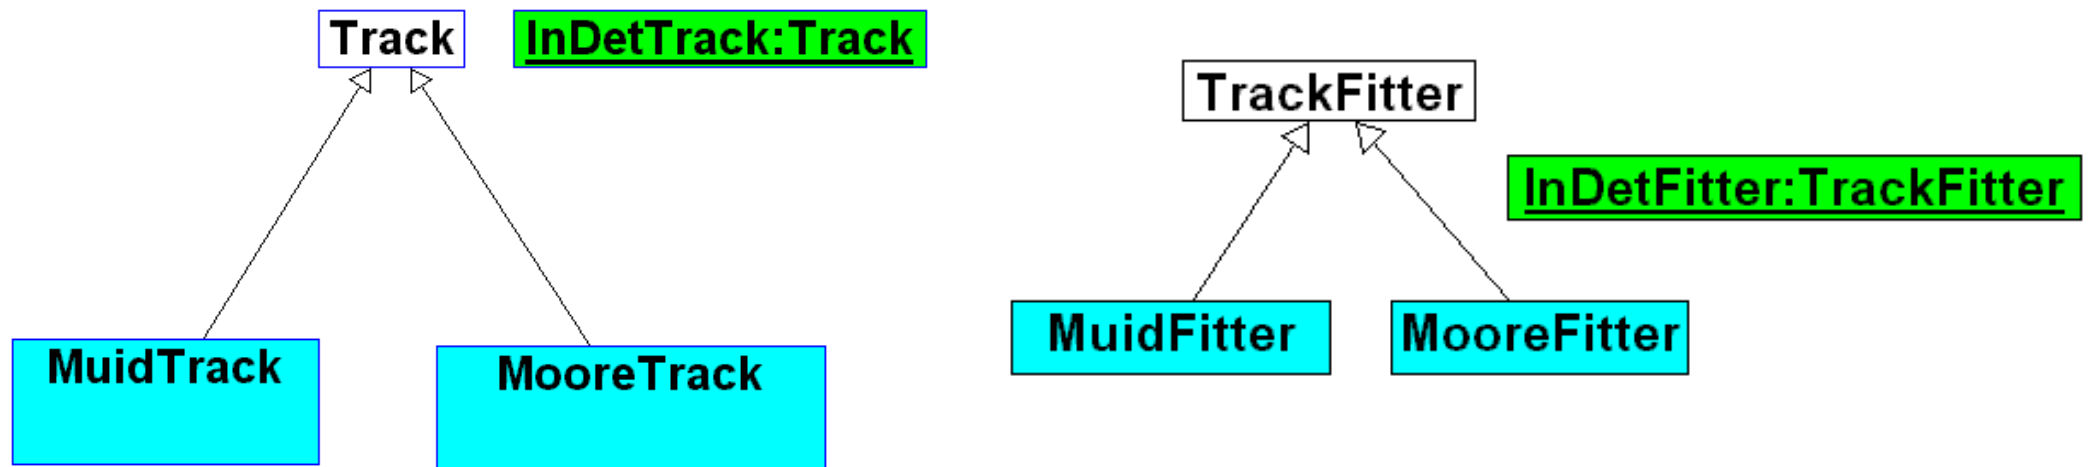 Track
InDetTrack:Track
MuidTrack
MooreTrack
TrackFitter
InDetFitter:TrackFitter
MuidFitter
MooreFitter